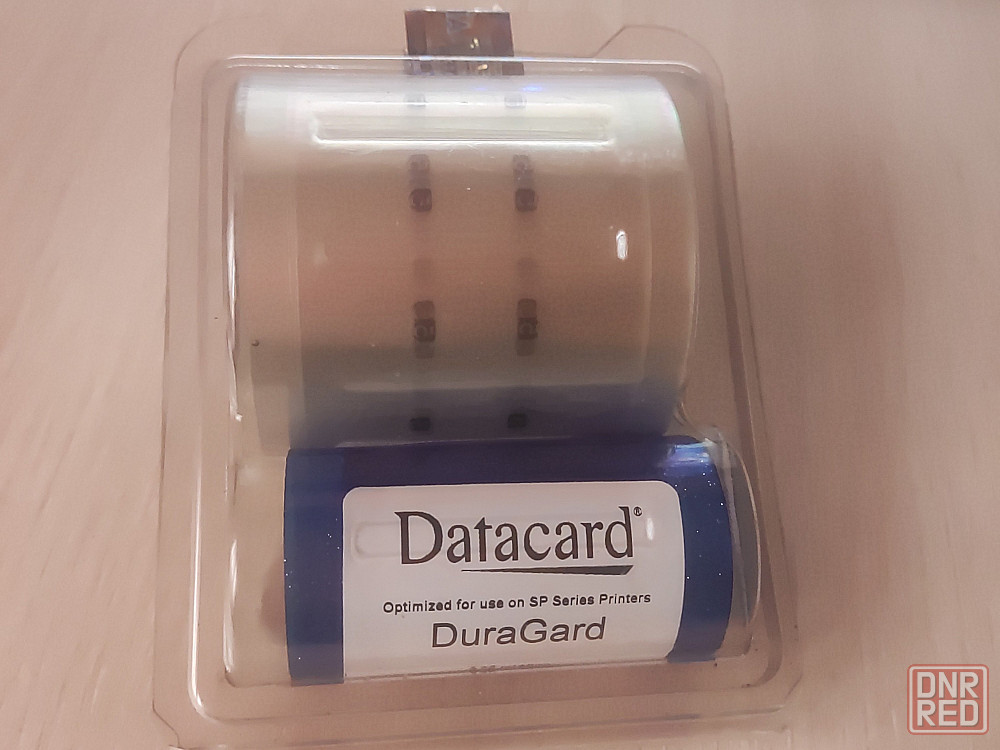 Datacard®
Optimized for use on SP Series Printers
DuraGard
DNR
RED